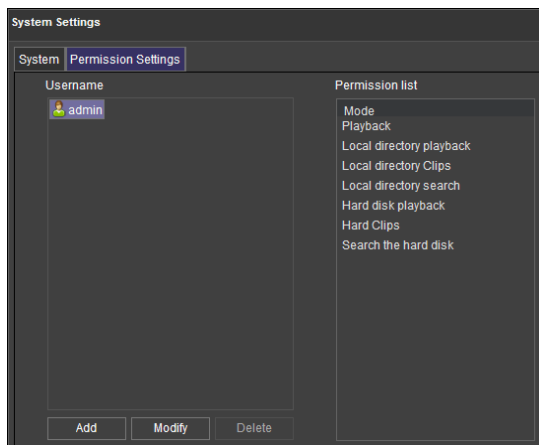 System Settings
System Permission Settings
Username
admin
Add Modify Delete
Permission list
Mode
Playback
Local directory playback
Local directory Clips
Local directory search
Hard disk playback
Hard Clips
Search the hard disk